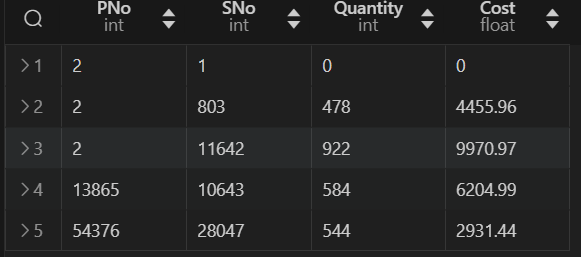 PNo SNo Quantity Cost
int int int float
1 2 1 0 0
2 2 803 478 4455.96
3 2 11642 922 9970.97
4 13865 10643 584 6204.99
5 54376 28047 544 2931.44